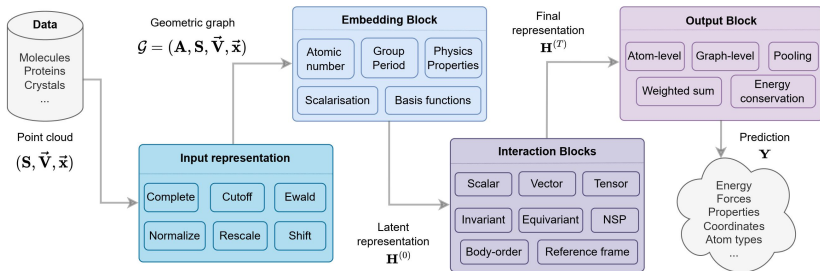 Data
Molecules
Proteins
Crystals
...
Point cloud
(S, V⃗, x⃗)
Input representation
Complete
Cutoff
Ewald
Normalize
Rescale
Shift
Geometric graph
𝒢 = (A, S, V⃗, x⃗)
Embedding Block
Atomic
number
Group
Period
Physics
Properties
Scalarisation
Basis functions
Latent
representation
H⁽⁰⁾
Interaction Blocks
Scalar
Vector
Tensor
Invariant
Equivariant
NSP
Body-order
Reference frame
Final
representation
H⁽ᵀ⁾
Output Block
Atom-level
Graph-level
Pooling
Weighted sum
Energy
conservation
Prediction
Y
Energy
Forces
Properties
Coordinates
Atom types
...